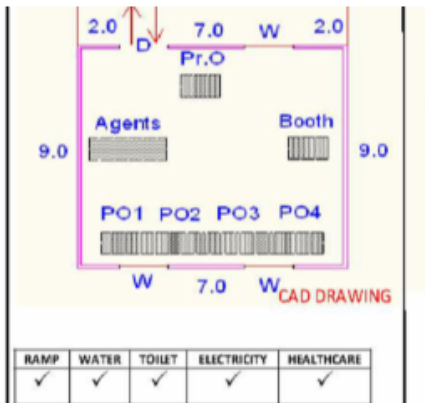 2.0 D 7.0 W 2.0
Pr.O
Agents Booth
9.0 9.0
PO1 PO2 PO3 PO4
W 7.0 W
CAD DRAWING
RAMP WATER TOILET ELECTRICITY HEALTHCARE
✓ ✓ ✓ ✓ ✓